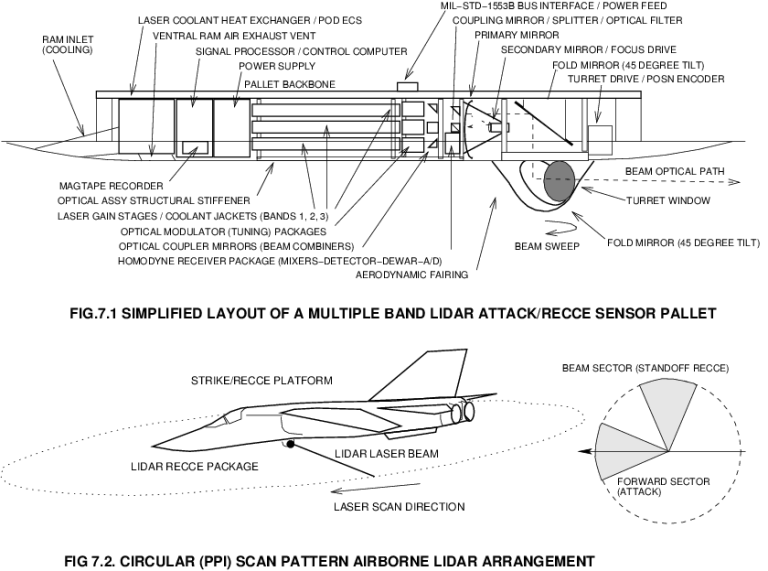 MIL-STD-1553B BUS INTERFACE / POWER FEED
LASER COOLANT HEAT EXCHANGER / POD ECS
COUPLING MIRROR / SPLITTER / OPTICAL FILTER
RAM INLET
(COOLING)
VENTRAL RAM AIR EXHAUST VENT
PRIMARY MIRROR
SIGNAL PROCESSOR / CONTROL COMPUTER
SECONDARY MIRROR / FOCUS DRIVE
POWER SUPPLY
FOLD MIRROR (45 DEGREE TILT)
PALLET BACKBONE
TURRET DRIVE / POSN ENCODER
BEAM OPTICAL PATH
MAGTAPE RECORDER
OPTICAL ASSY STRUCTURAL STIFFENER
TURRET WINDOW
LASER GAIN STAGES / COOLANT JACKETS (BANDS 1, 2, 3)
OPTICAL MODULATOR (TUNING) PACKAGES
OPTICAL COUPLER MIRRORS (BEAM COMBINERS)
BEAM SWEEP
FOLD MIRROR (45 DEGREE TILT)
HOMODYNE RECEIVER PACKAGE (MIXERS-DETECTOR-DEWAR-A/D)
AERODYNAMIC FAIRING
FIG.7.1 SIMPLIFIED LAYOUT OF A MULTIPLE BAND LIDAR ATTACK/RECCE SENSOR PALLET
STRIKE/RECCE PLATFORM
BEAM SECTOR (STANDOFF RECCE)
LIDAR RECCE PACKAGE
LIDAR LASER BEAM
LASER SCAN DIRECTION
FORWARD SECTOR
(ATTACK)
FIG 7.2. CIRCULAR (PPI) SCAN PATTERN AIRBORNE LIDAR ARRANGEMENT